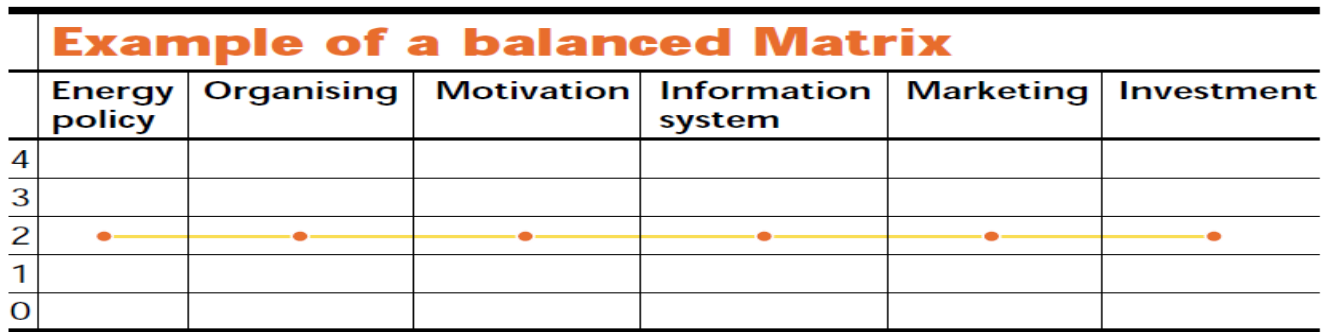 Example of a balanced Matrix
Energy policy Organising Motivation Information system Marketing Investment
4
3
2
1
0